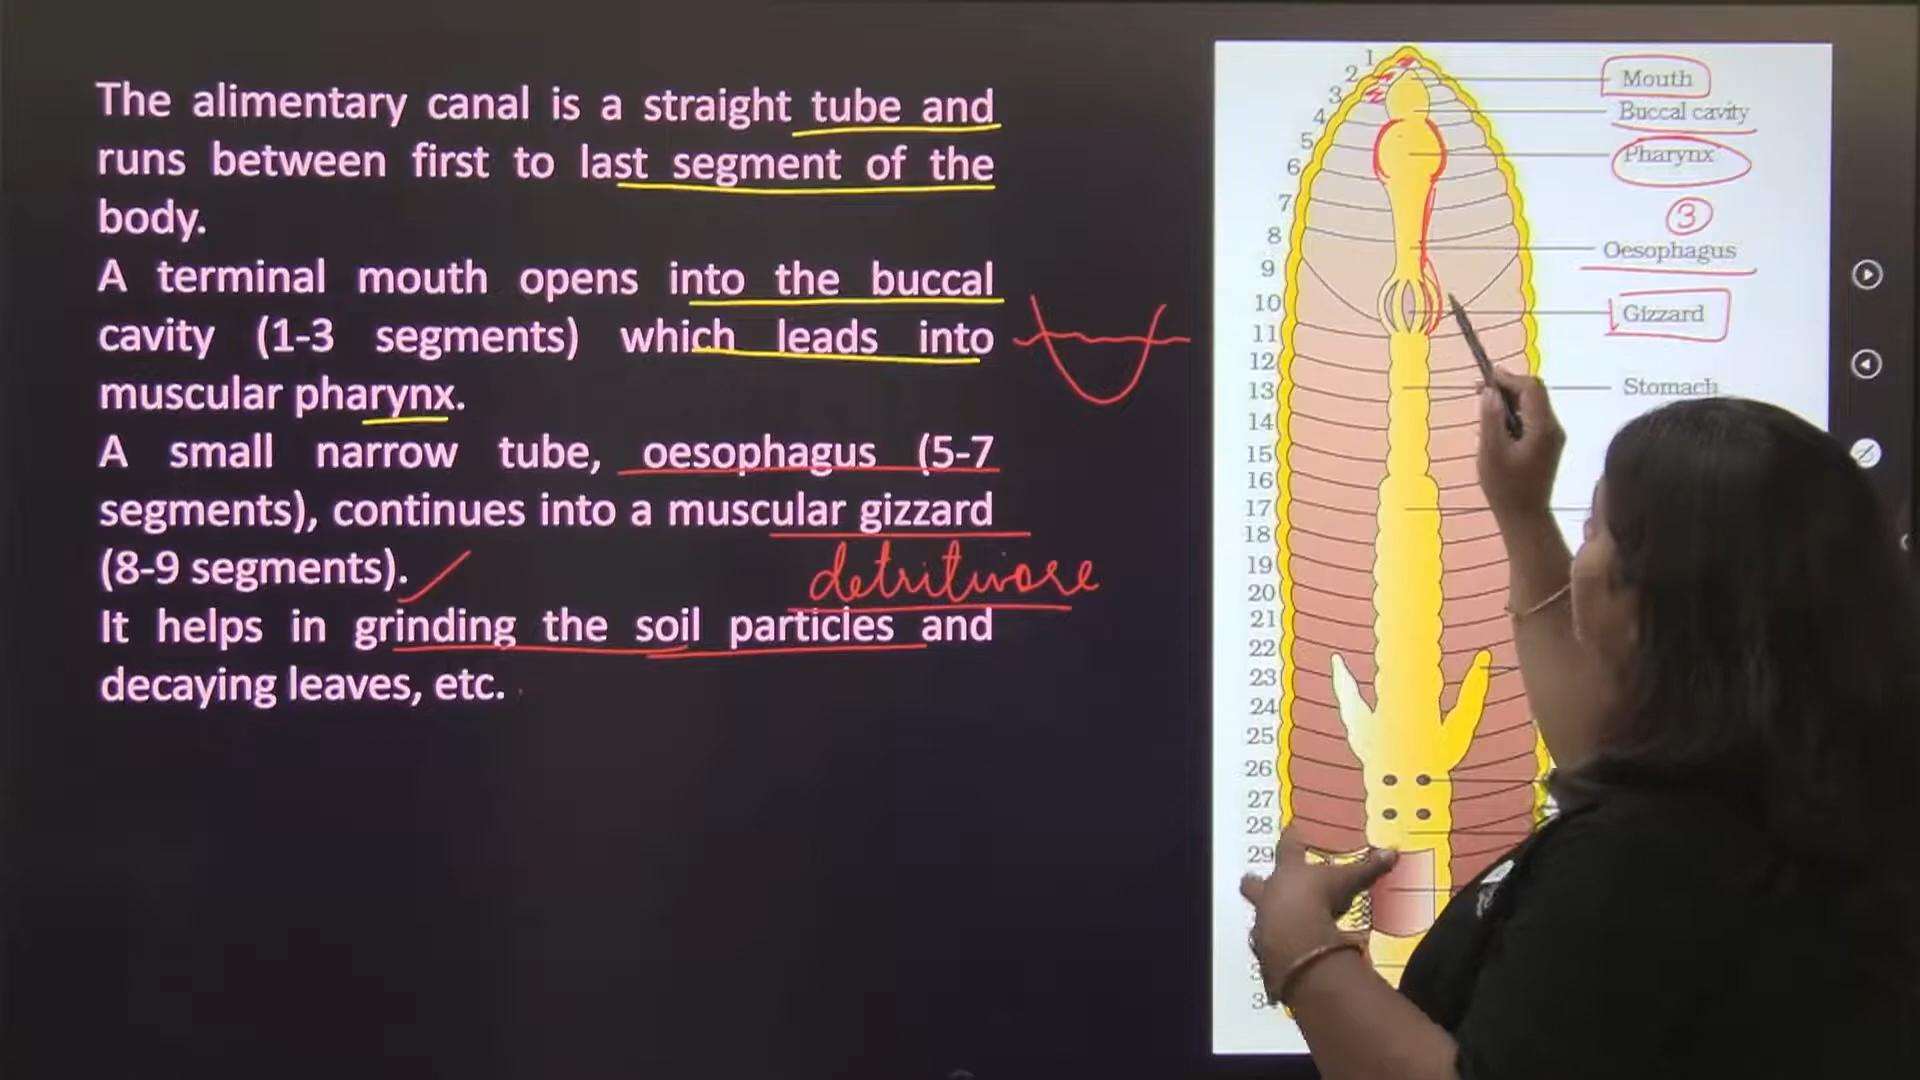 The alimentary canal is a straight tube and
runs between first to last segment of the
body.
A terminal mouth opens into the buccal
cavity (1-3 segments) which leads into
muscular pharynx.
A small narrow tube, oesophagus (5-7
segments), continues into a muscular gizzard
(8-9 segments).
detritivore
It helps in grinding the soil particles and
decaying leaves, etc.
1
2
3
4
5
6
7
8
9
10
11
12
13
14
15
16
17
18
19
20
21
22
23
24
25
26
27
28
29
Mouth
Buccal cavity
Pharynx
3
Oesophagus
Gizzard
Stomach